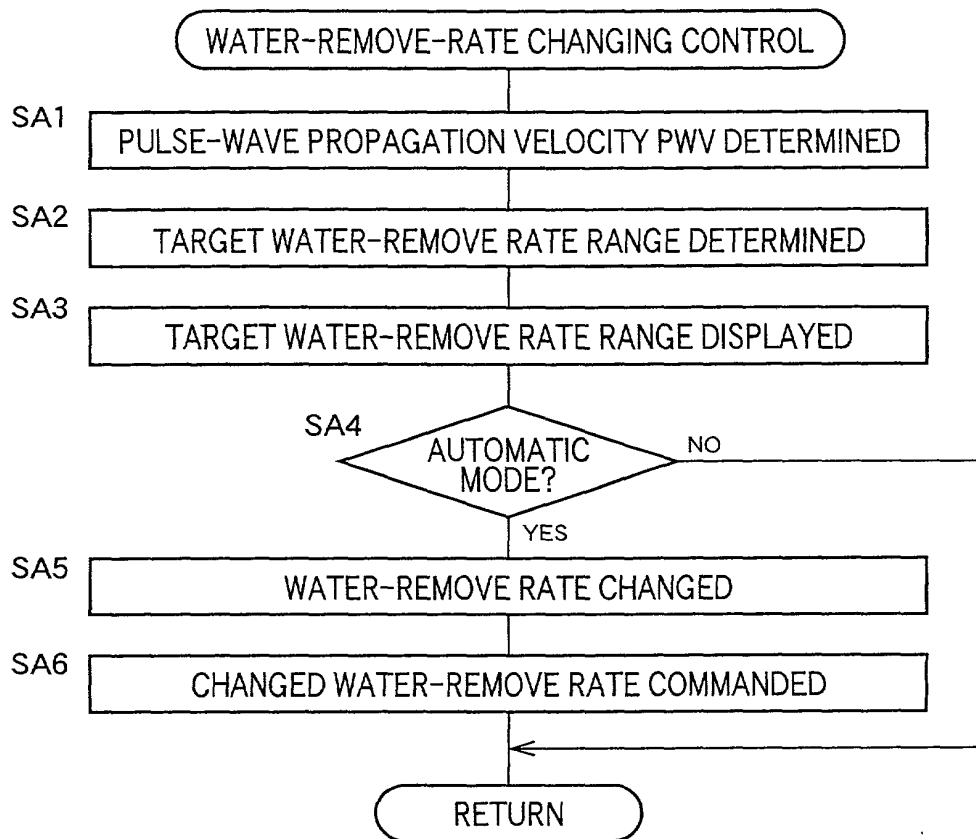 WATER-REMOVE-RATE CHANGING CONTROL
SA1
PULSE-WAVE PROPAGATION VELOCITY PWV DETERMINED
SA2
TARGET WATER-REMOVE RATE RANGE DETERMINED
SA3
TARGET WATER-REMOVE RATE RANGE DISPLAYED
SA4
AUTOMATIC
MODE?
NO
YES
SA5
WATER-REMOVE RATE CHANGED
SA6
CHANGED WATER-REMOVE RATE COMMANDED
RETURN